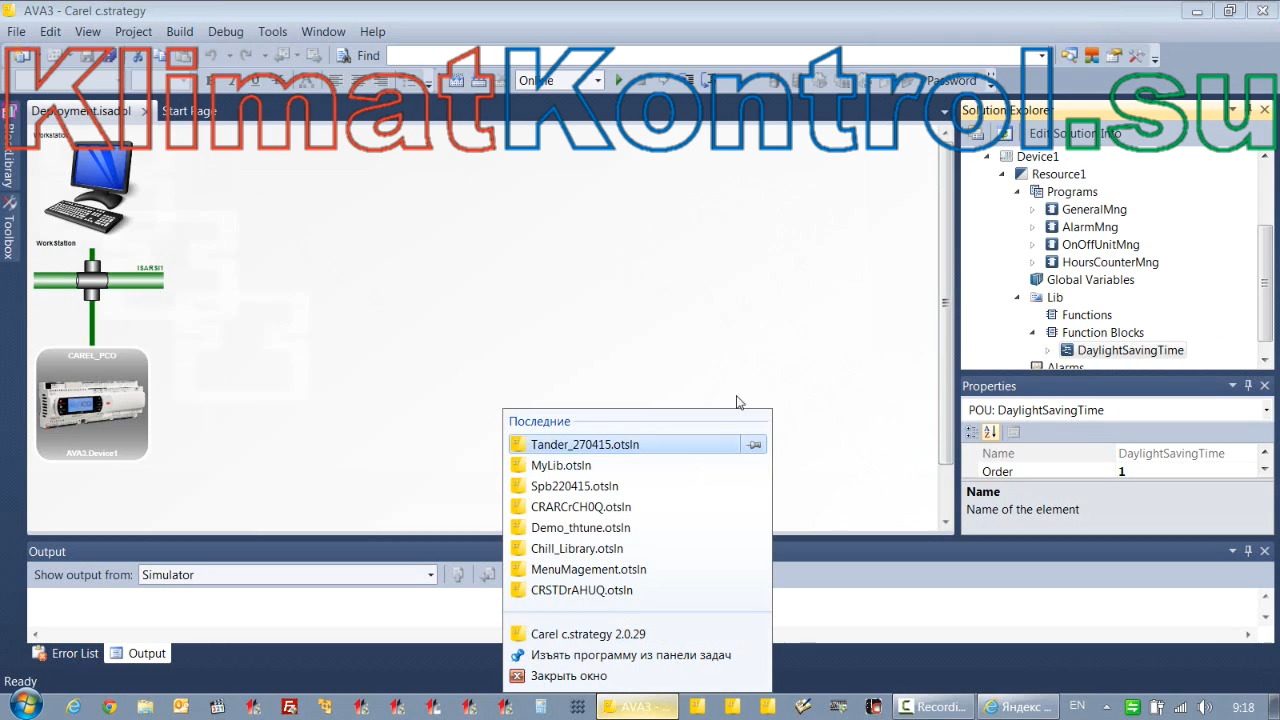 AVA3 - Carel c.strategy
File Edit View Project Build Debug Tools Window Help
Find
Online
Password
KlimatKontrol.su
Deployment.isadpl
Start Page
Toolbox
Workstation
WorkStation
ISARSI1
CAREL_PCO
AVA3.Device1
Solution Explorer
Edit Solution Info
Device1
Resource1
Programs
GeneralMng
AlarmMng
OnOffUnitMng
HoursCounterMng
Global Variables
Lib
Functions
Function Blocks
DaylightSavingTime
Alarms
Properties
POU: DaylightSavingTime
Name DaylightSavingTime
Order 1
Name
Name of the element
Output
Show output from: Simulator
Error List Output
Ready
Последние
Tander_270415.otsln
MyLib.otsln
Spb220415.otsln
CRARCrCH0Q.otsln
Demo_thtune.otsln
Chill_Library.otsln
MenuMagement.otsln
CRSTDrAHUQ.otsln
Carel c.strategy 2.0.29
Изъять программу из панели задач
Закрыть окно
AVA3 - ...
Recordi...
Яндекс ...
EN
9:18